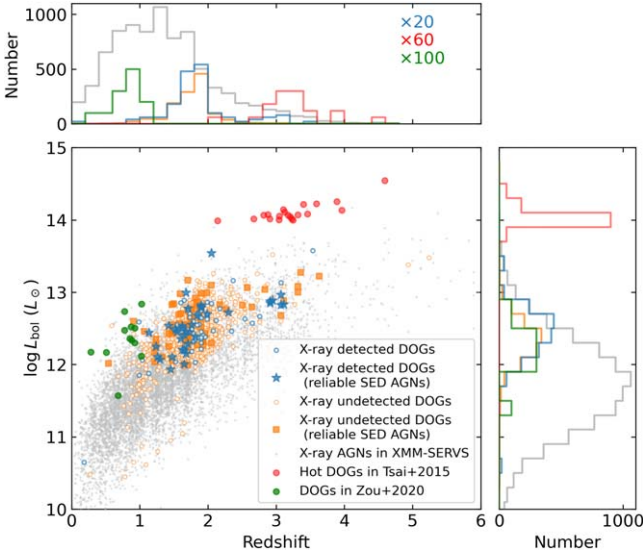 1000
500
0
Number
×20
×60
×100
15
14
13
12
11
10
log L_bol (L_⊙)
X-ray detected DOGs
X-ray detected DOGs
(reliable SED AGNs)
X-ray undetected DOGs
X-ray undetected DOGs
(reliable SED AGNs)
X-ray AGNs in XMM-SERVS
Hot DOGs in Tsai+2015
DOGs in Zou+2020
0 1 2 3 4 5 6
Redshift
0 1000
Number